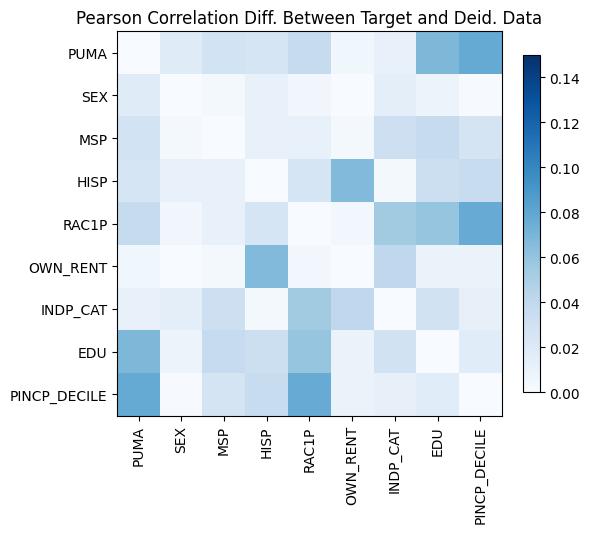 Pearson Correlation Diff. Between Target and Deid. Data
PUMA
SEX
MSP
HISP
RAC1P
OWN_RENT
INDP_CAT
EDU
PINCP_DECILE
PUMA
SEX
MSP
HISP
RAC1P
OWN_RENT
INDP_CAT
EDU
PINCP_DECILE
0.14
0.12
0.10
0.08
0.06
0.04
0.02
0.00